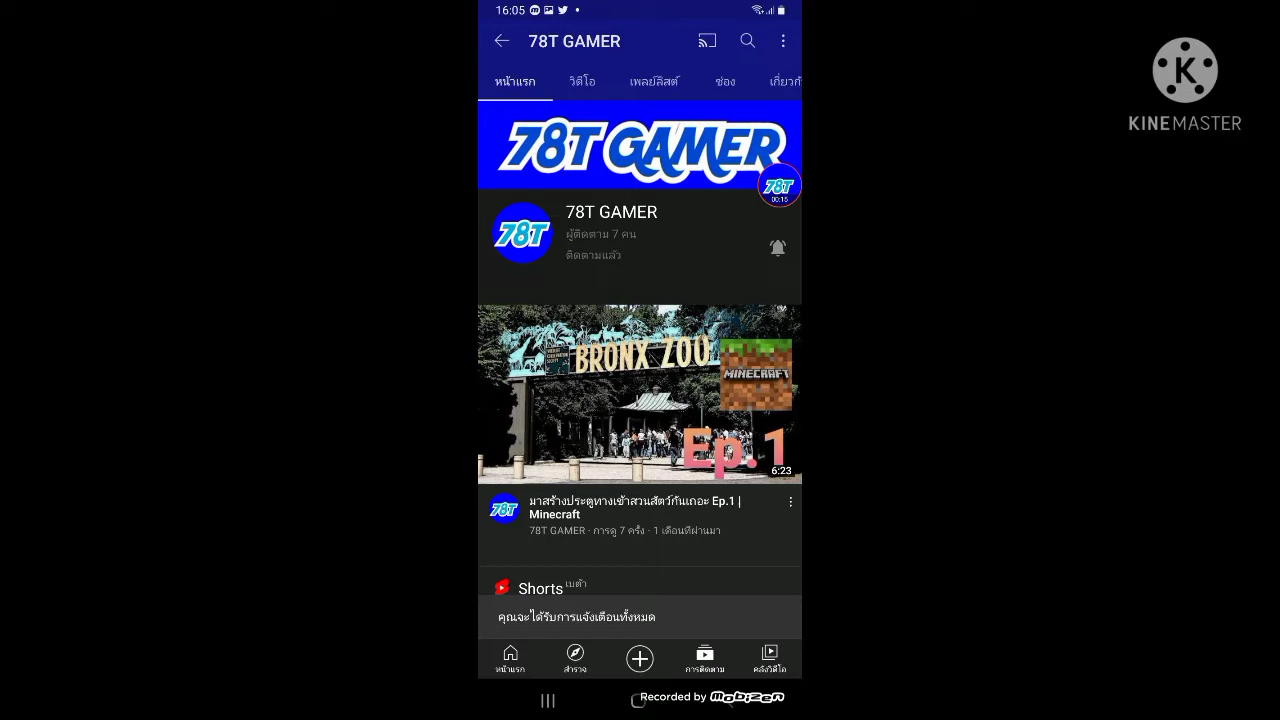 16:05
78T GAMER
หน้าแรก วิดีโอ เพลย์ลิสต์ ช่อง เกี่ยวกั
78T GAMER
78T
00:15
78T
78T GAMER
ผู้ติดตาม 7 คน
ติดตามแล้ว
BRONX ZOO
MINECRAFT
Ep.1
6:23
78T
มาสร้างประตูทางเข้าสวนสัตว์กันเถอะ Ep.1 |
Minecraft
78T GAMER · การดู 7 ครั้ง · 1 เดือนที่ผ่านมา
Shorts เบต้า
คุณจะได้รับการแจ้งเตือนทั้งหมด
หน้าแรก สำรวจ การติดตาม คลังวิดีโอ
Recorded by mobizen
K
KINEMASTER